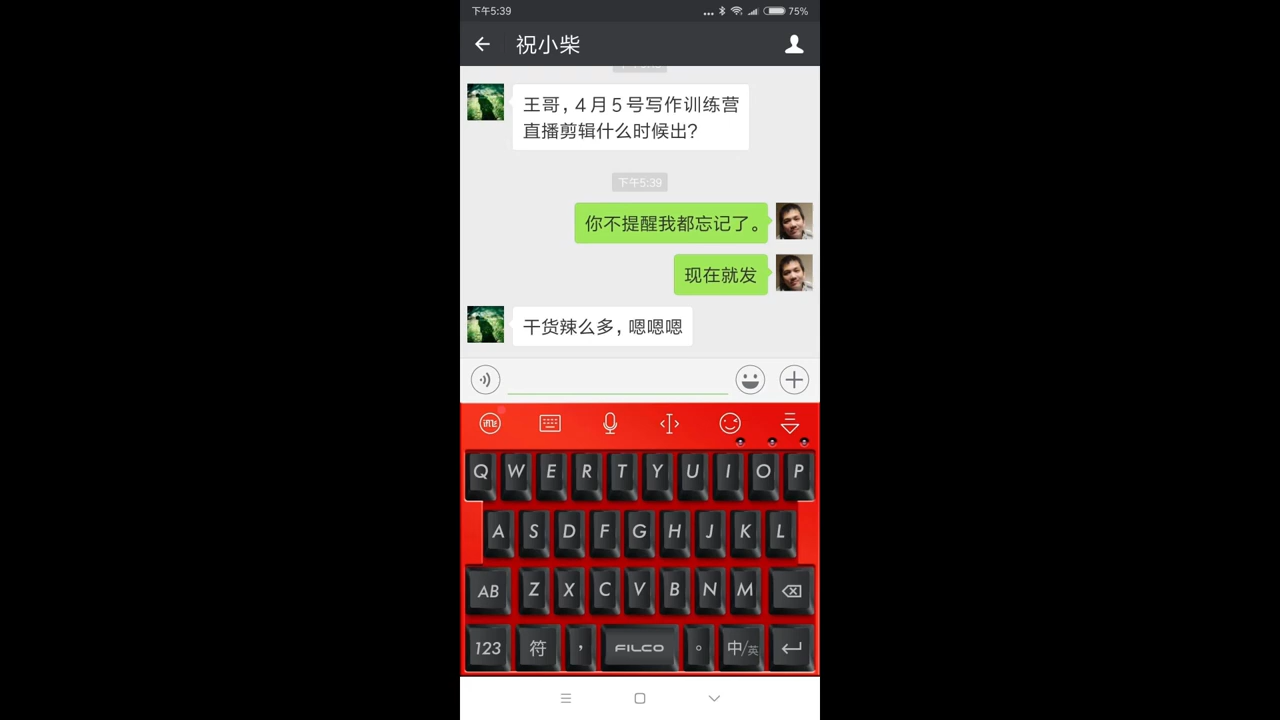 下午5:39
75%
祝小柴
王哥，4月5号写作训练营
直播剪辑什么时候出？
下午5:39
你不提醒我都忘记了。
现在就发
干货辣么多，嗯嗯嗯
Q W E R T Y U I O P
A S D F G H J K L
AB Z X C V B N M
123 符 ， FILCO 。 中/英